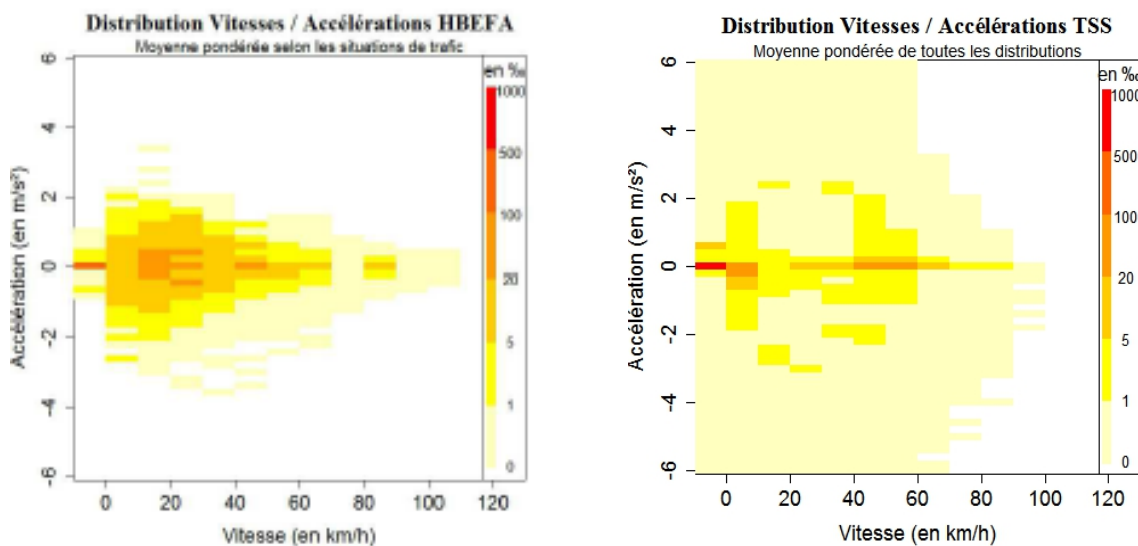 Distribution Vitesses / Accélérations HBEFA
Moyenne pondérée selon les situations de trafic
en ‰
1000
500
100
20
5
1
0
6
4
2
0
-2
-4
-6
Accélération (en m/s²)
0 20 40 60 80 100 120
Vitesse (en km/h)
Distribution Vitesses / Accélérations TSS
Moyenne pondérée de toutes les distributions
en ‰
1000
500
100
20
5
1
0
6
4
2
0
-2
-4
-6
Accélération (en m/s²)
0 20 40 60 80 100 120
Vitesse (en km/h)